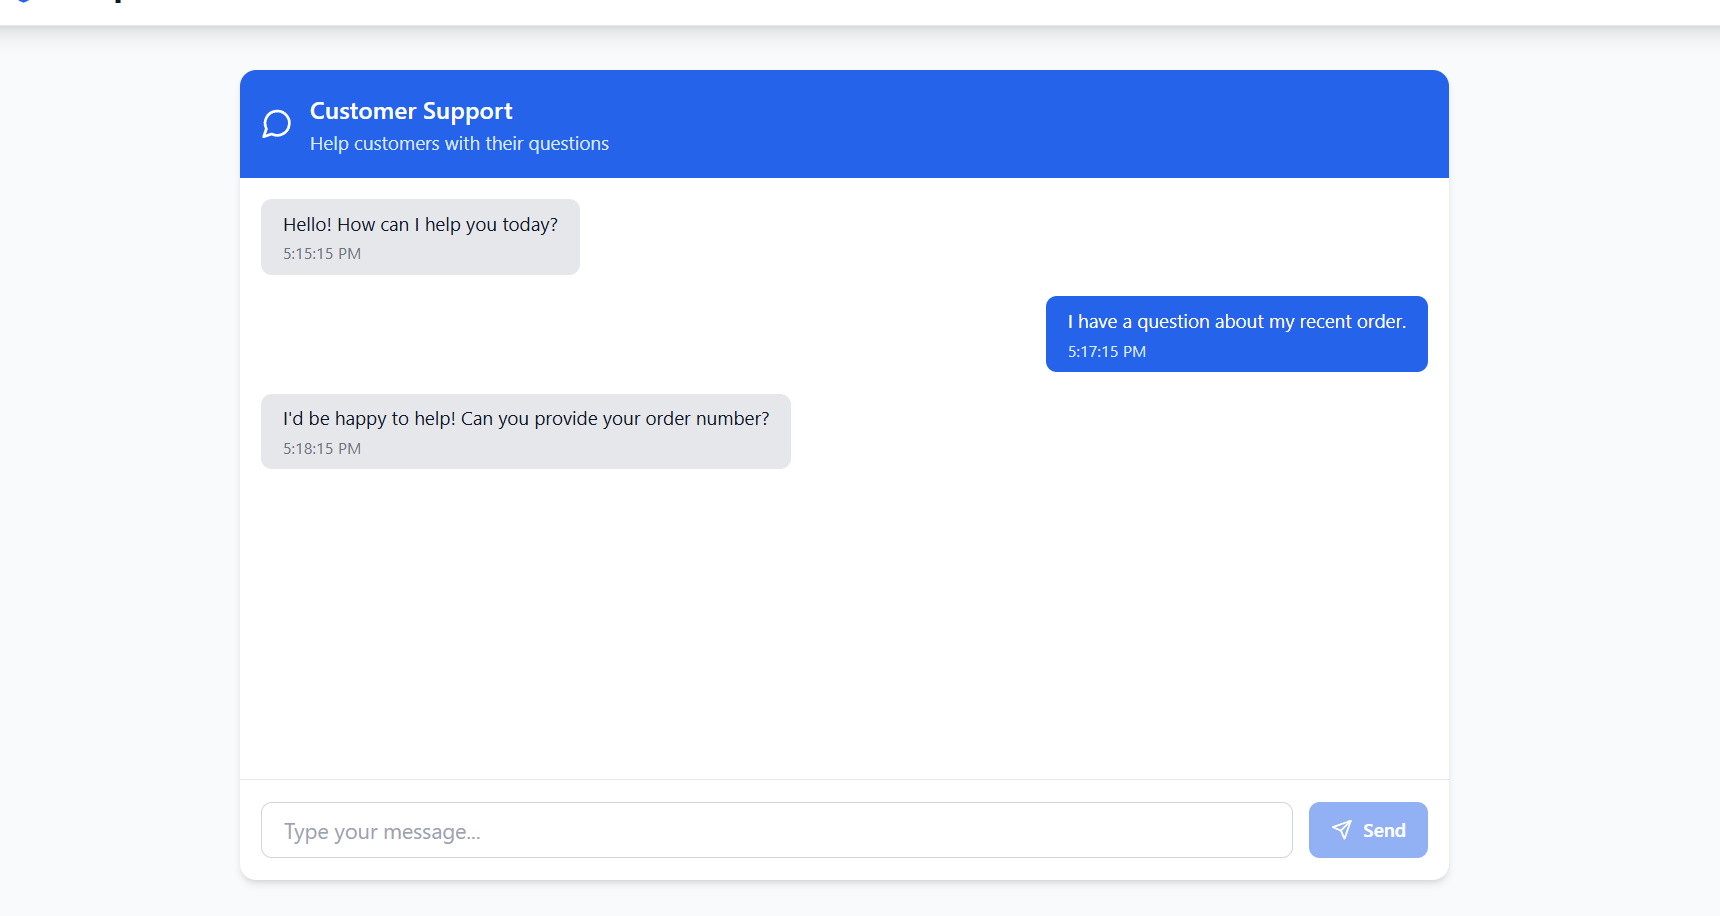 Customer Support
Help customers with their questions
Hello! How can I help you today?
5:15:15 PM
I have a question about my recent order.
5:17:15 PM
I'd be happy to help! Can you provide your order number?
5:18:15 PM
Type your message...
Send